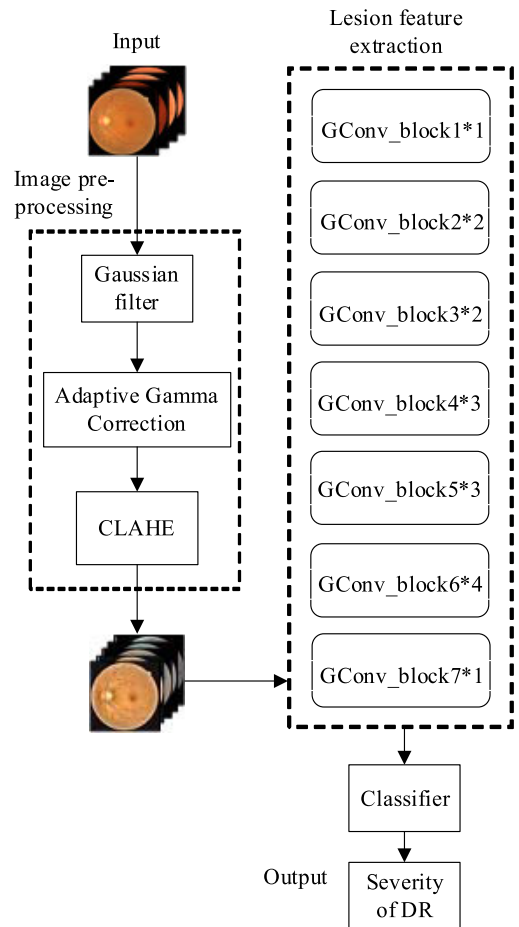 Input
Image pre-
processing
Gaussian
filter
Adaptive Gamma
Correction
CLAHE
Lesion feature
extraction
GConv_block1*1
GConv_block2*2
GConv_block3*2
GConv_block4*3
GConv_block5*3
GConv_block6*4
GConv_block7*1
Classifier
Output
Severity
of DR